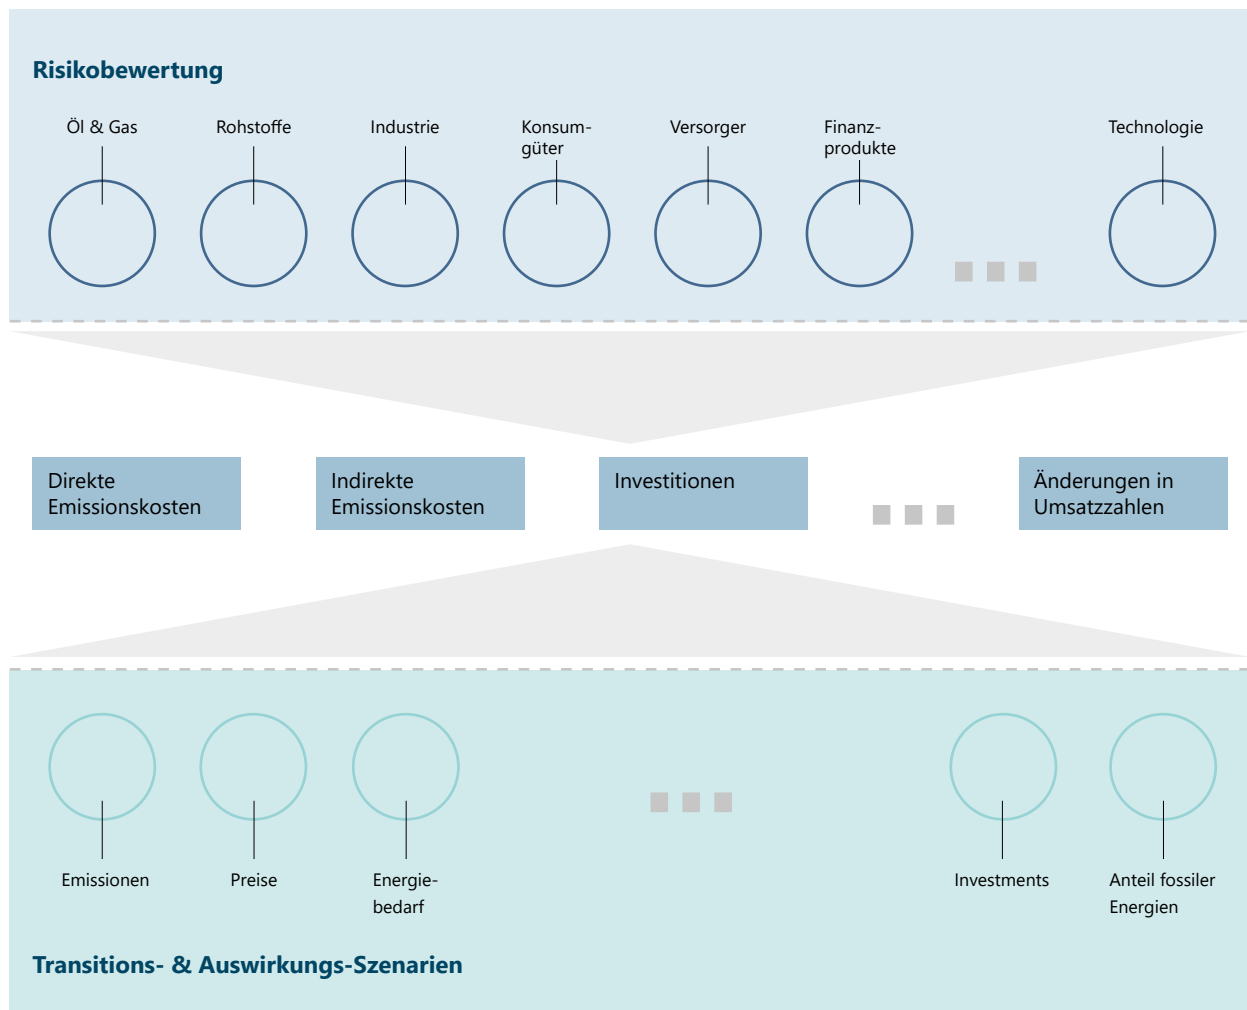 Risikobewertung
Öl & Gas
Rohstoffe
Industrie
Konsum-
güter
Versorger
Finanz-
produkte
Technologie
Direkte
Emissionskosten
Indirekte
Emissionskosten
Investitionen
Änderungen in
Umsatzzahlen
Emissionen
Preise
Energie-
bedarf
Investments
Anteil fossiler
Energien
Transitions- & Auswirkungs-Szenarien